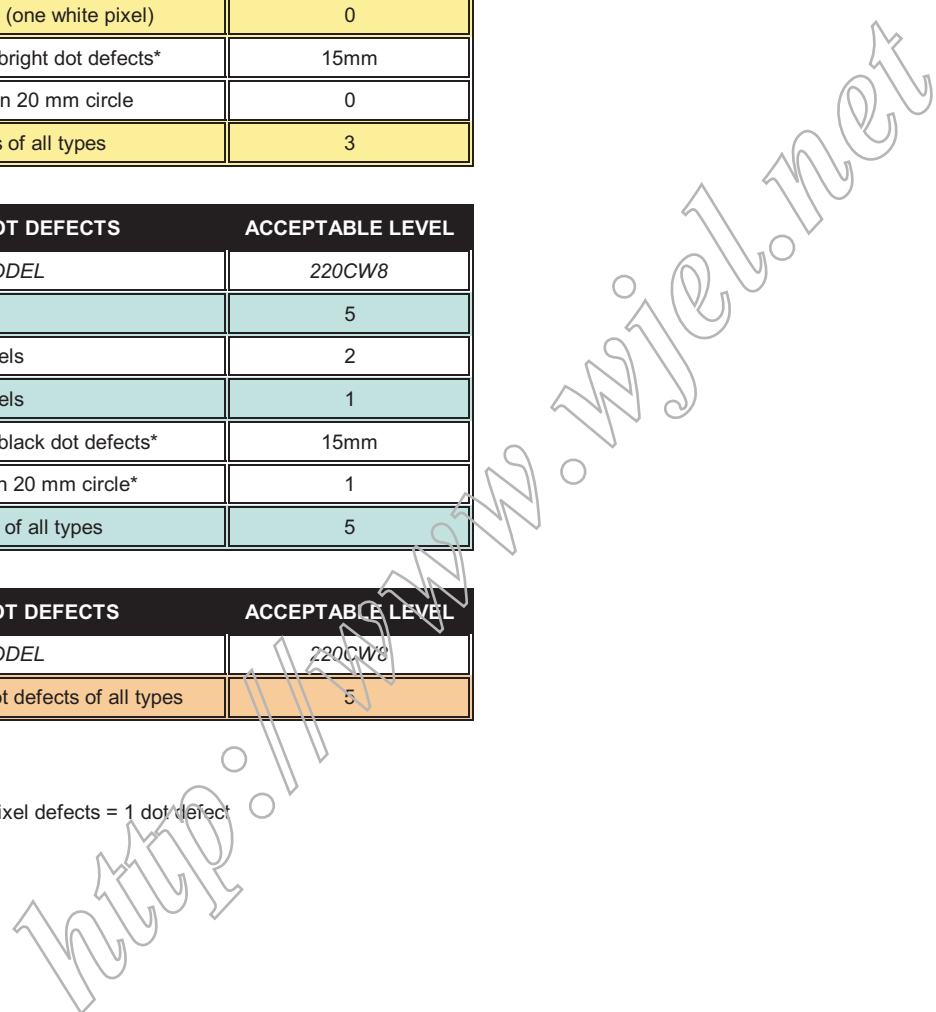 (one white pixel) 0
bright dot defects* 15mm
n 20 mm circle 0
s of all types 3
OT DEFECTS ACCEPTABLE LEVEL
ODEL 220CW8
5
els 2
els 1
black dot defects* 15mm
n 20 mm circle* 1
of all types 5
OT DEFECTS ACCEPTABLE LEVEL
ODEL 220CW8
ot defects of all types 5
ixel defects = 1 dot defect
http://www.wjel.net